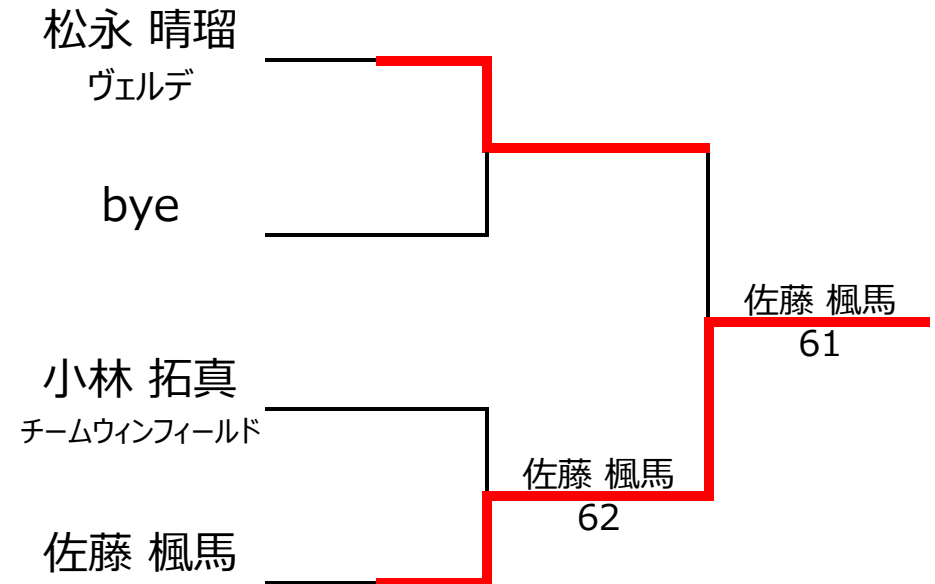 松永 晴瑠
ヴェルデ
bye
佐藤 楓馬
61
小林 拓真
チームウィンフィールド
佐藤 楓馬
62
佐藤 楓馬